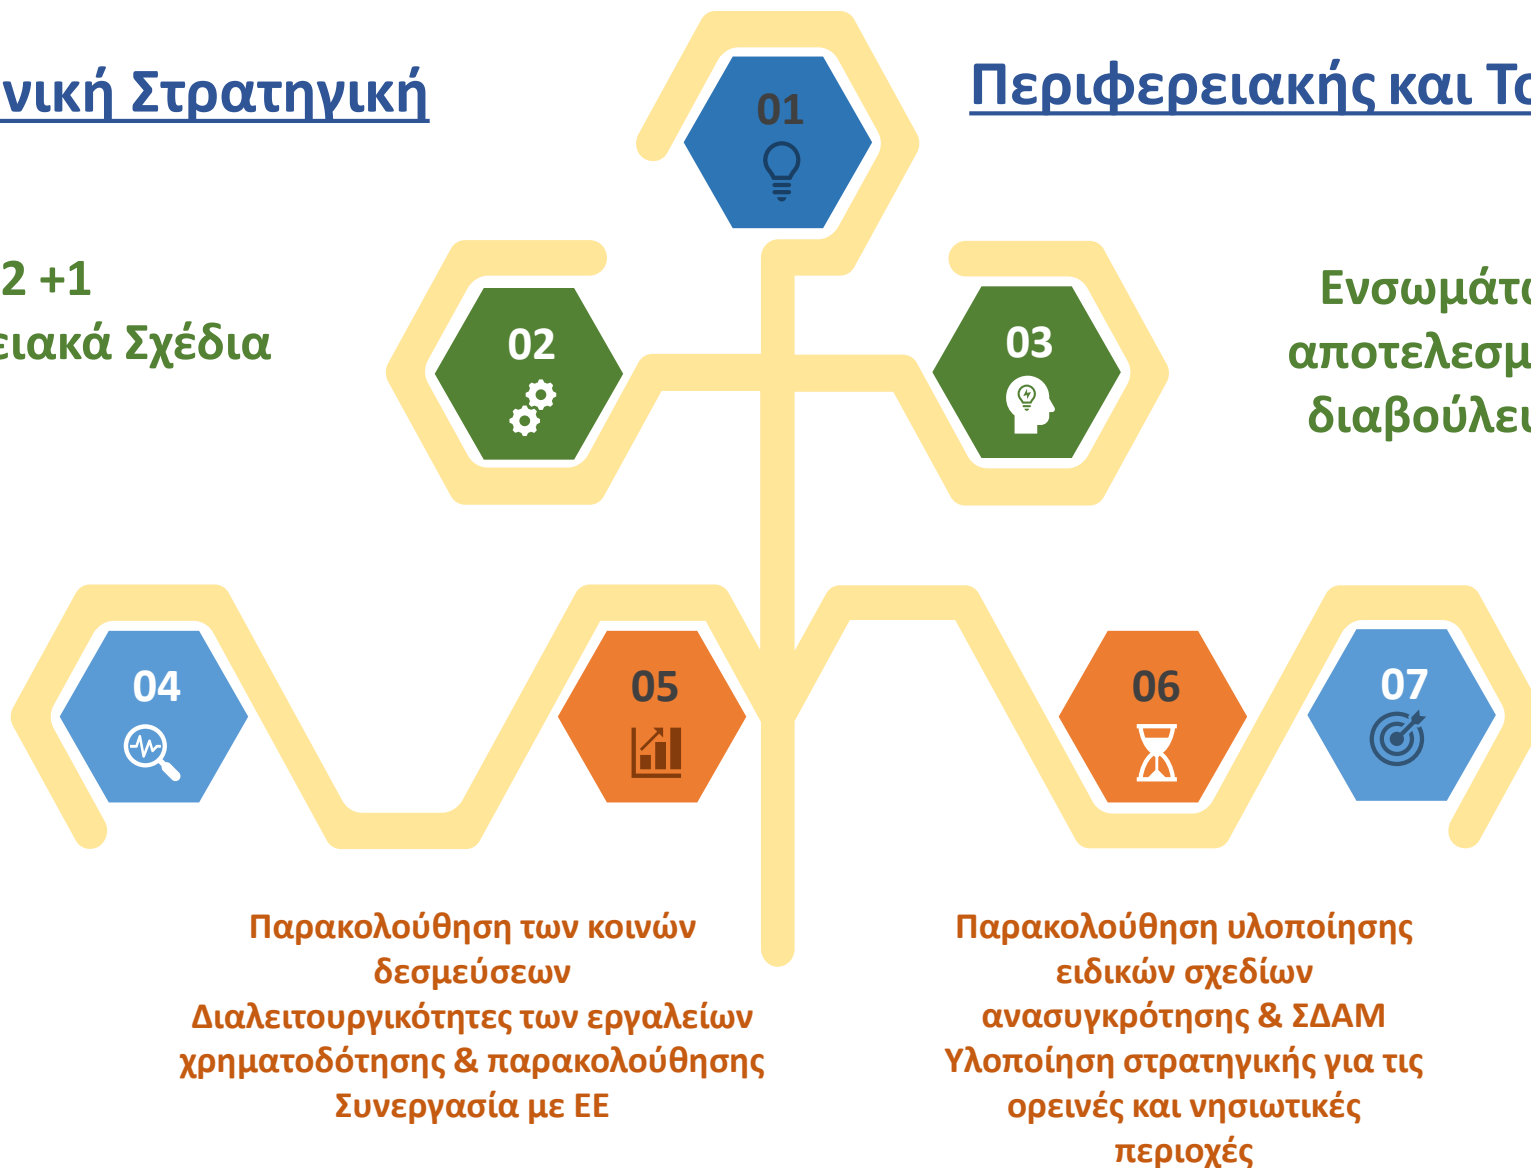 νική Στρατηγική
Περιφερειακής και Το
01
2 +1
ειακά Σχέδια
02
03
Ενσωμάτω
αποτελεσμ
διαβούλευ
04
05
06
07
Παρακολούθηση των κοινών
δεσμεύσεων
Διαλειτουργικότητες των εργαλείων
χρηματοδότησης & παρακολούθησης
Συνεργασία με ΕΕ
Παρακολούθηση υλοποίησης
ειδικών σχεδίων
ανασυγκρότησης & ΣΔΑΜ
Υλοποίηση στρατηγικής για τις
ορεινές και νησιωτικές
περιοχές